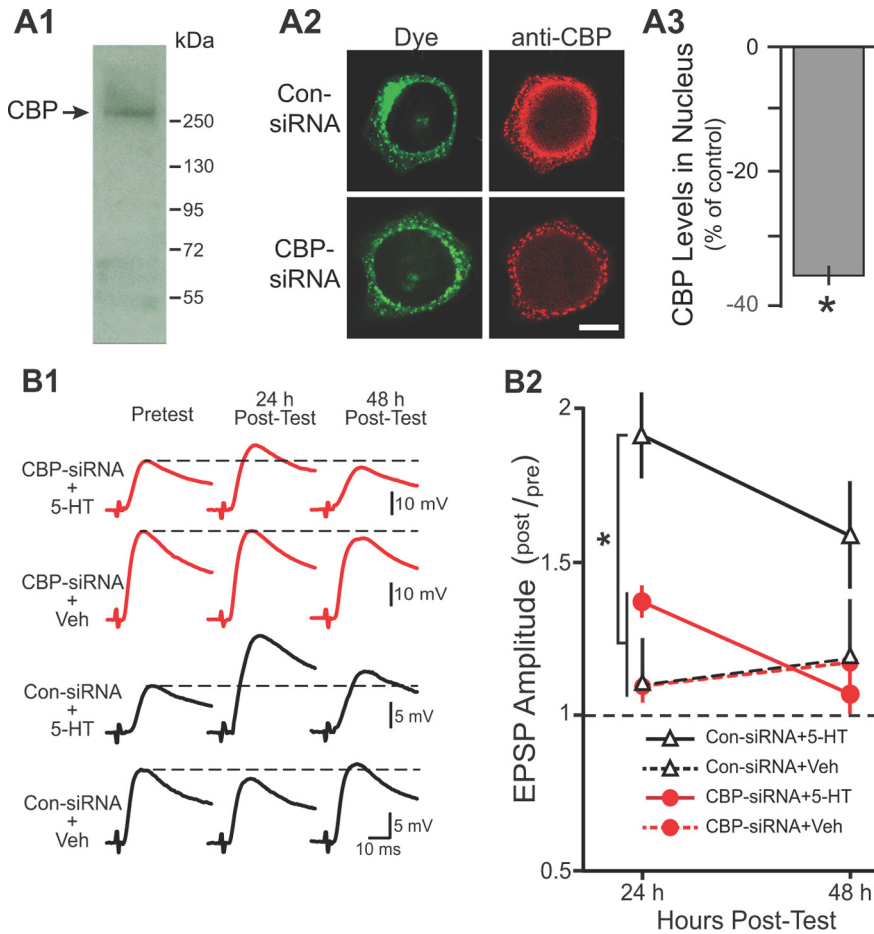 A1
kDa
CBP
250
130
95
72
55
A2
Dye
anti-CBP
Con-
siRNA
CBP-
siRNA
A3
CBP Levels in Nucleus
(% of control)
0
-20
-40
*
B1
Pretest
24 h
Post-Test
48 h
Post-Test
CBP-siRNA
+
5-HT
10 mV
CBP-siRNA
+
Veh
10 mV
Con-siRNA
+
5-HT
5 mV
Con-siRNA
+
Veh
5 mV
10 ms
B2
EPSP Amplitude (post/pre)
2
1.5
1
0.5
*
Con-siRNA+5-HT
Con-siRNA+Veh
CBP-siRNA+5-HT
CBP-siRNA+Veh
24 h
48 h
Hours Post-Test